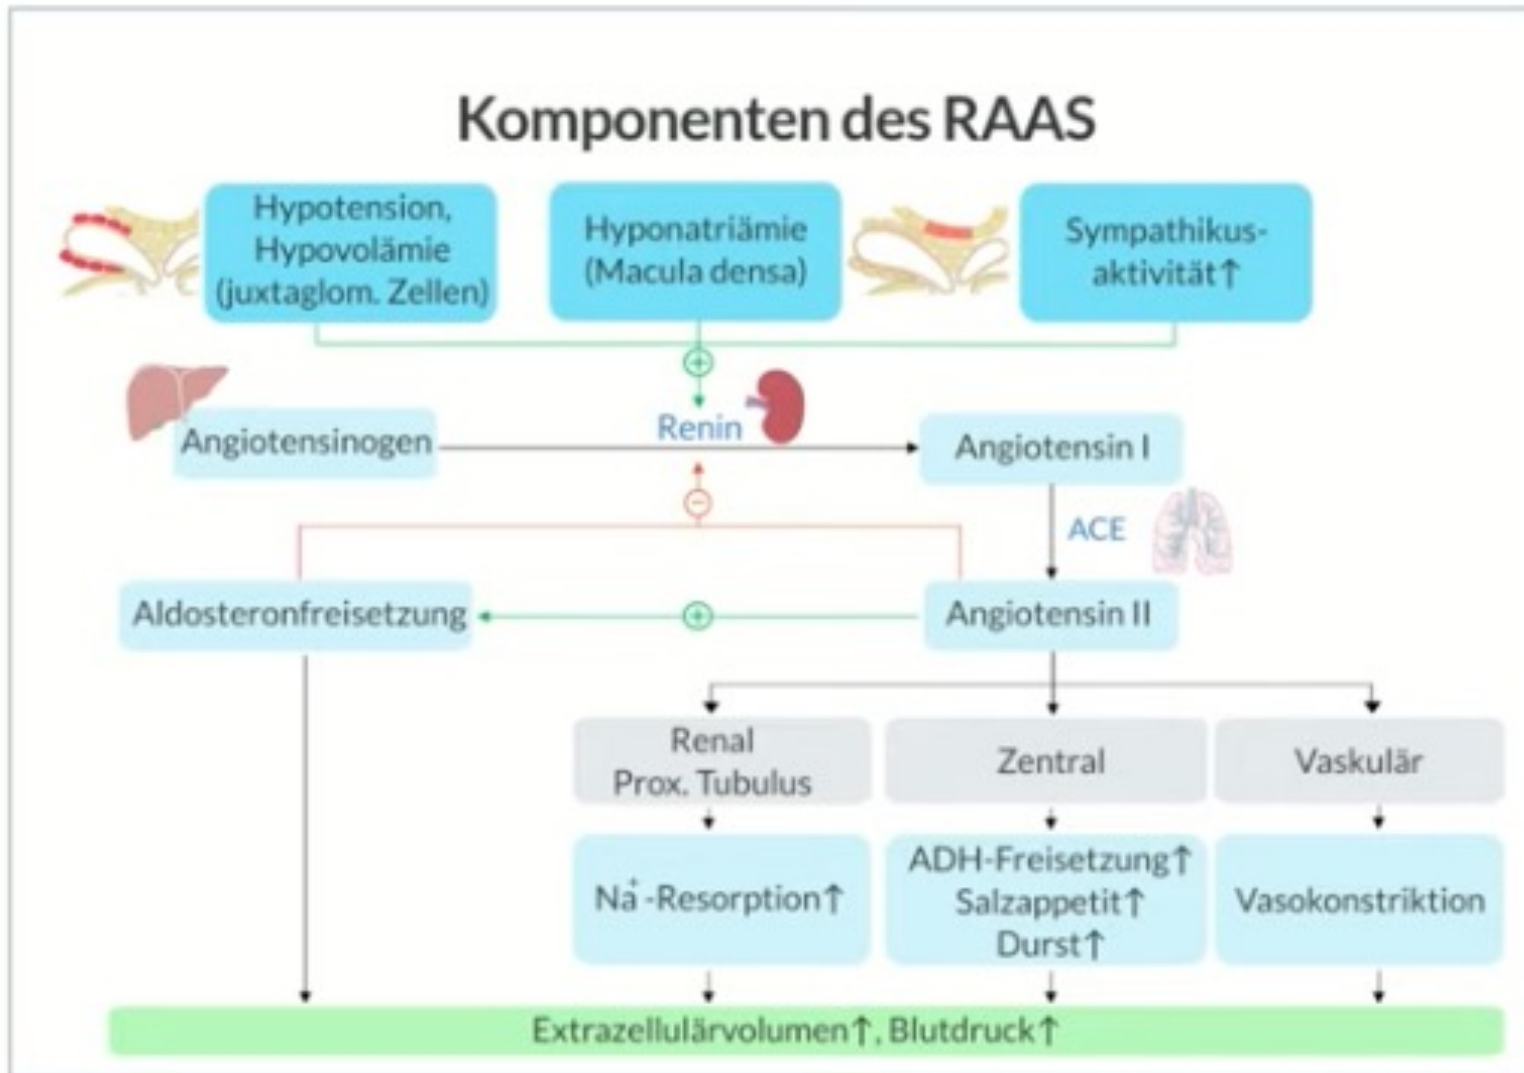 Komponenten des RAAS
Hypotension,
Hypovolämie
(juxtaglom. Zellen)
Hyponatriämie
(Macula densa)
Sympathikus-
aktivität↑
+
Angiotensinogen
Renin
Angiotensin I
−
ACE
Aldosteronfreisetzung
+
Angiotensin II
Renal
Prox. Tubulus
Zentral
Vaskulär
Na⁺-Resorption↑
ADH-Freisetzung↑
Salzappetit↑
Durst↑
Vasokonstriktion
Extrazellulärvolumen↑, Blutdruck↑